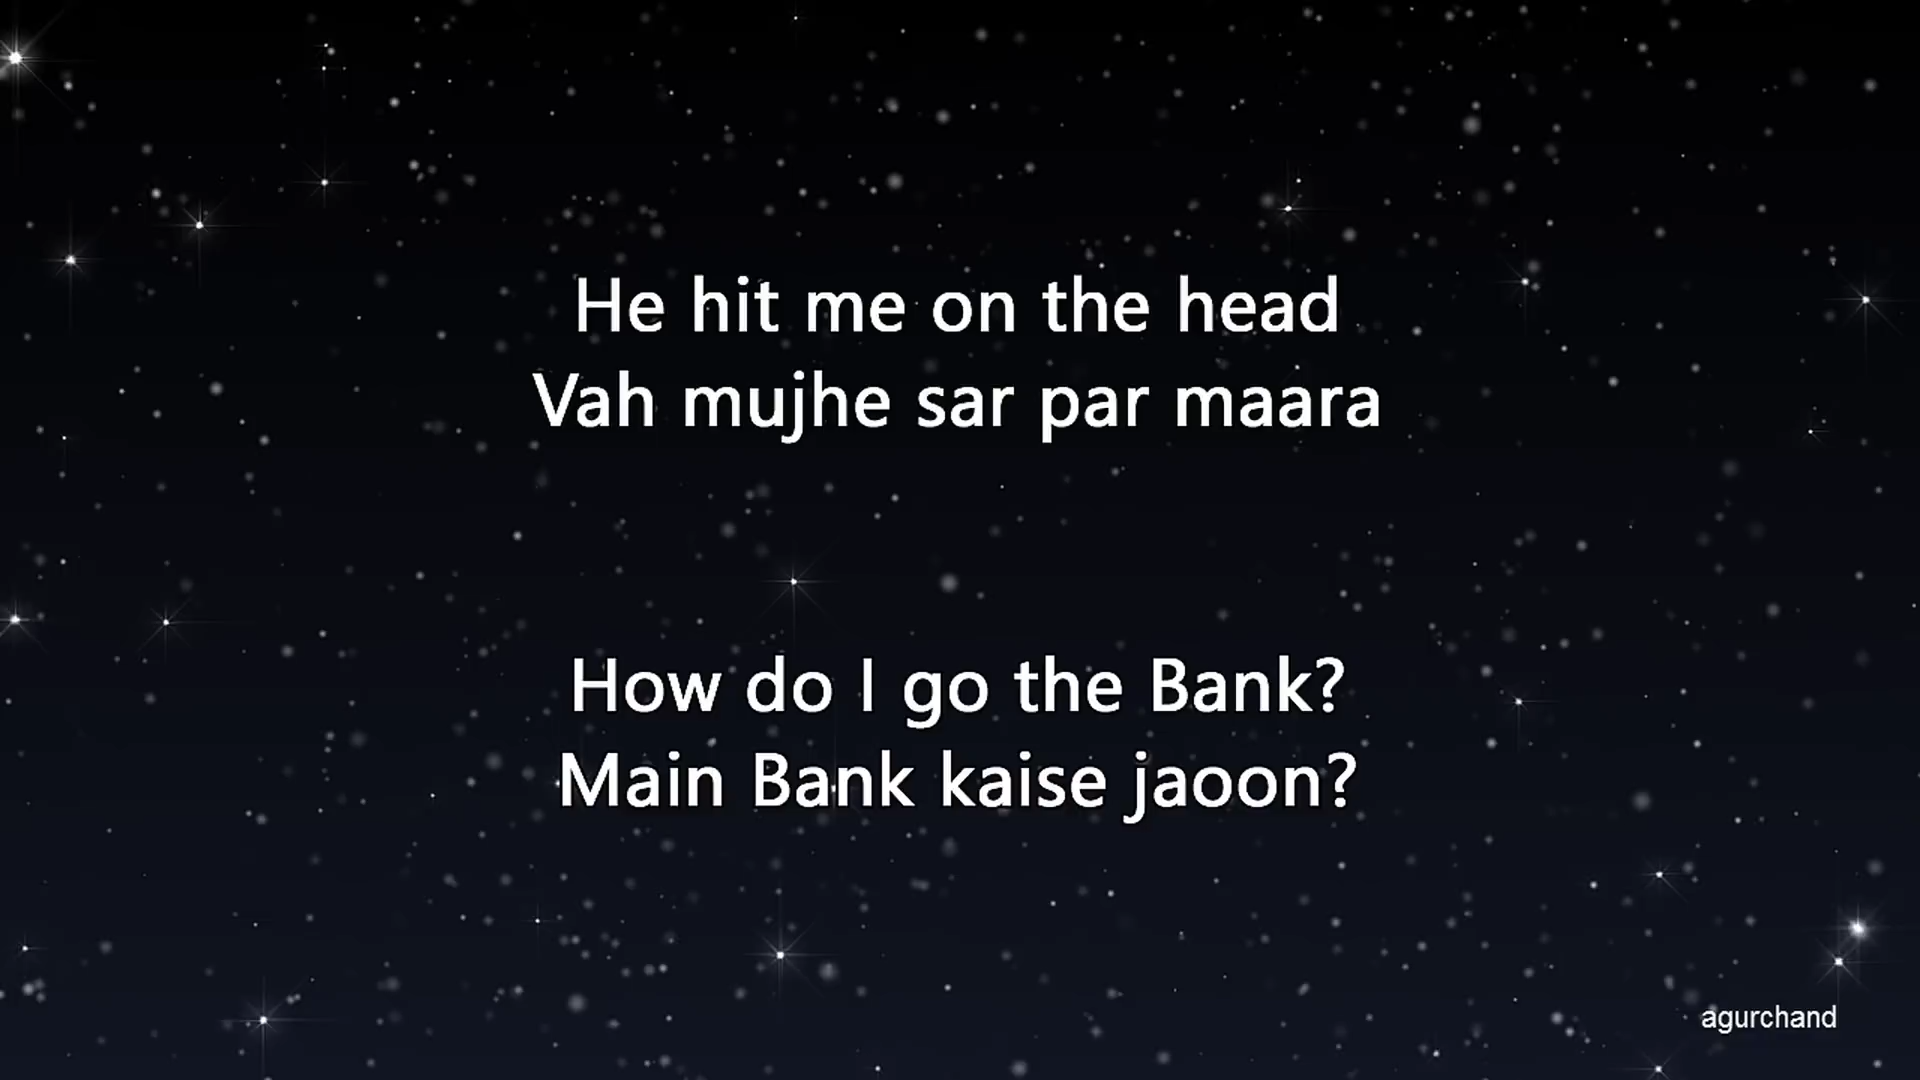 He hit me on the head
Vah mujhe sar par maara
How do I go the Bank?
Main Bank kaise jaoon?
agurchand